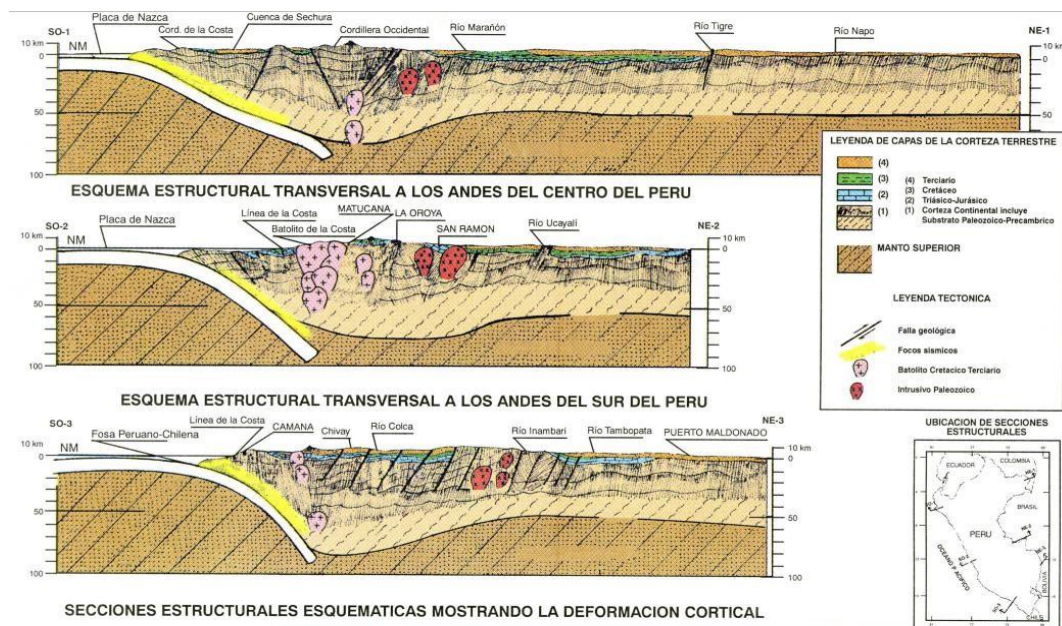 Placa de Nazca
Cuenca de Sechura
SO-1
Cord. de la Costa
Cordillera Occidental
Río Marañón
Río Tigre
Río Napo
NE-1
10 km
NM
0
50
100
10 km
0
50
100
ESQUEMA ESTRUCTURAL TRANSVERSAL A LOS ANDES DEL CENTRO DEL PERU
SO-2
Placa de Nazca
Línea de la Costa
Batolito de la Costa
MATUCANA
LA OROYA
SAN RAMON
Río Ucayali
NE-2
10 km
NM
0
50
100
10 km
0
50
100
ESQUEMA ESTRUCTURAL TRANSVERSAL A LOS ANDES DEL SUR DEL PERU
SO-3
Fosa Peruano-Chilena
Línea de la Costa
CAMANA
Chivay
Río Colca
Río Inambari
Río Tambopata
PUERTO MALDONADO
NE-3
10 km
NM
0
50
100
10 km
0
50
100
SECCIONES ESTRUCTURALES ESQUEMATICAS MOSTRANDO LA DEFORMACION CORTICAL
LEYENDA DE CAPAS DE LA CORTEZA TERRESTRE
(4)
(3)
(2)
(1)
(4) Terciario
(3) Cretáceo
(2) Triásico-Jurásico
(1) Corteza Continental incluye
Substrato Paleozoico-Precambrico
MANTO SUPERIOR
LEYENDA TECTONICA
Falla geológica
Focos sísmicos
Batolito Cretacico Terciario
Intrusivo Paleozoico
UBICACION DE SECCIONES
ESTRUCTURALES
ECUADOR
COLOMBIA
BRASIL
PERU
OCEANO PACIFICO
BOLIVIA
CHILE